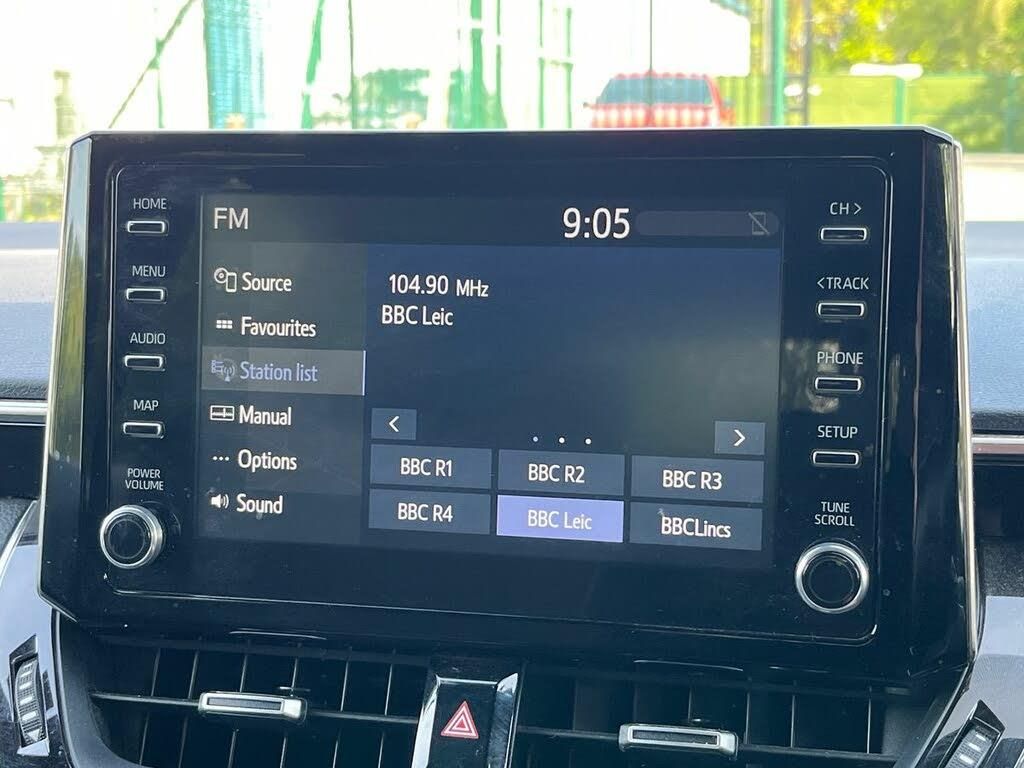 HOME
MENU
AUDIO
MAP
POWER
VOLUME
FM
9:05
Source
Favourites
Station list
Manual
Options
Sound
104.90 MHz
BBC Leic
<
>
BBC R1
BBC R2
BBC R3
BBC R4
BBC Leic
BBCLincs
CH >
< TRACK
PHONE
SETUP
TUNE
SCROLL